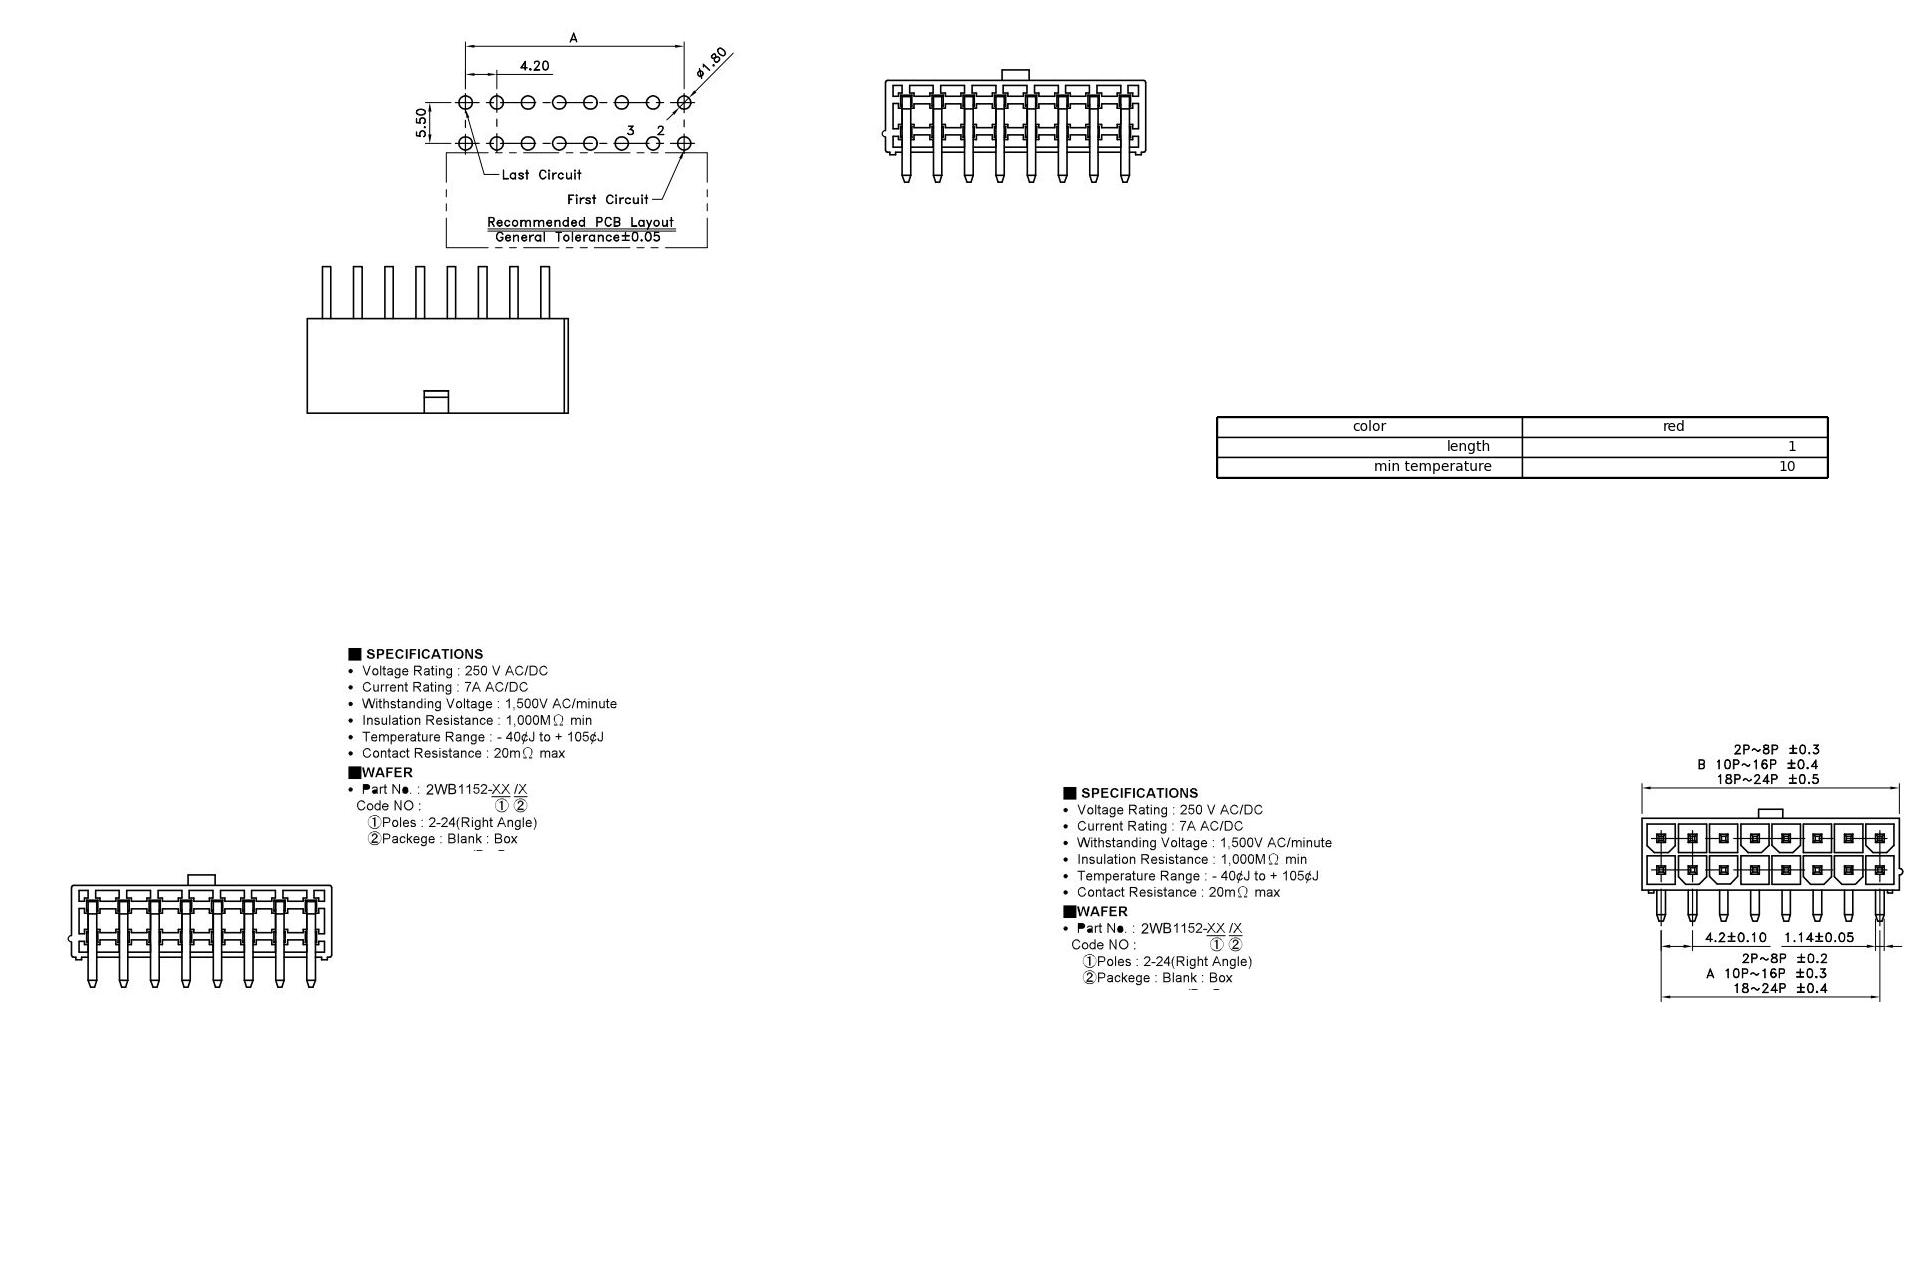 A
4.20
ø1.80
5.50
3 2
Last Circuit
First Circuit
Recommended PCB Layout
General Tolerance±0.05
color red
length 1
min temperature 10
■ SPECIFICATIONS
• Voltage Rating : 250 V AC/DC
• Current Rating : 7A AC/DC
• Withstanding Voltage : 1,500V AC/minute
• Insulation Resistance : 1,000MΩ min
• Temperature Range : - 40¢J to + 105¢J
• Contact Resistance : 20mΩ max
■WAFER
• Part No. : 2WB1152-XX /X
Code NO : ① ②
①Poles : 2-24(Right Angle)
②Packege : Blank : Box
■ SPECIFICATIONS
• Voltage Rating : 250 V AC/DC
• Current Rating : 7A AC/DC
• Withstanding Voltage : 1,500V AC/minute
• Insulation Resistance : 1,000MΩ min
• Temperature Range : - 40¢J to + 105¢J
• Contact Resistance : 20mΩ max
■WAFER
• Part No. : 2WB1152-XX /X
Code NO : ① ②
①Poles : 2-24(Right Angle)
②Packege : Blank : Box
2P~8P ±0.3
B 10P~16P ±0.4
18P~24P ±0.5
4.2±0.10 1.14±0.05
2P~8P ±0.2
A 10P~16P ±0.3
18~24P ±0.4